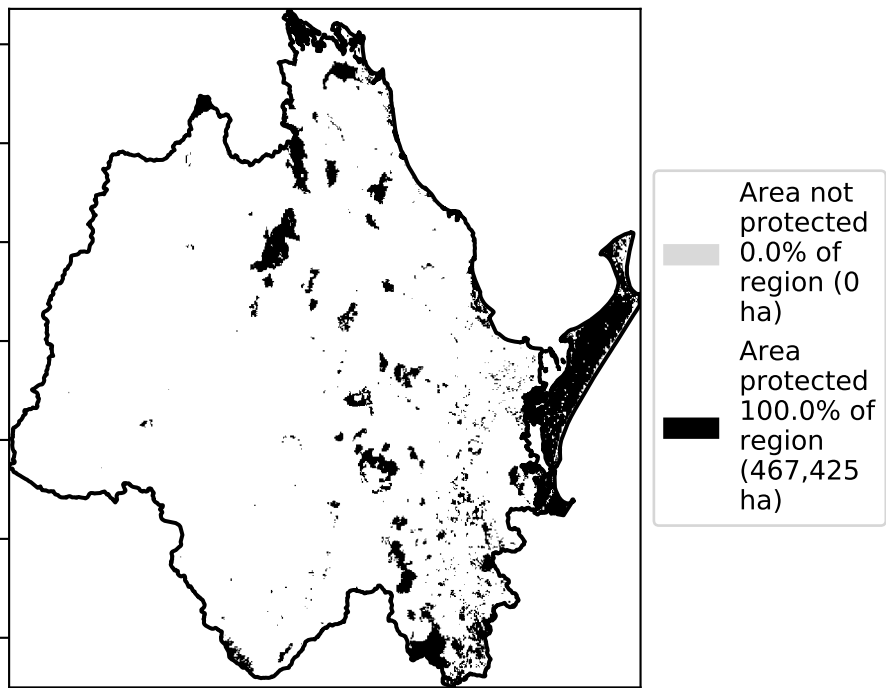 Area not
protected
0.0% of
region (0
ha)
Area
protected
100.0% of
region
(467,425
ha)